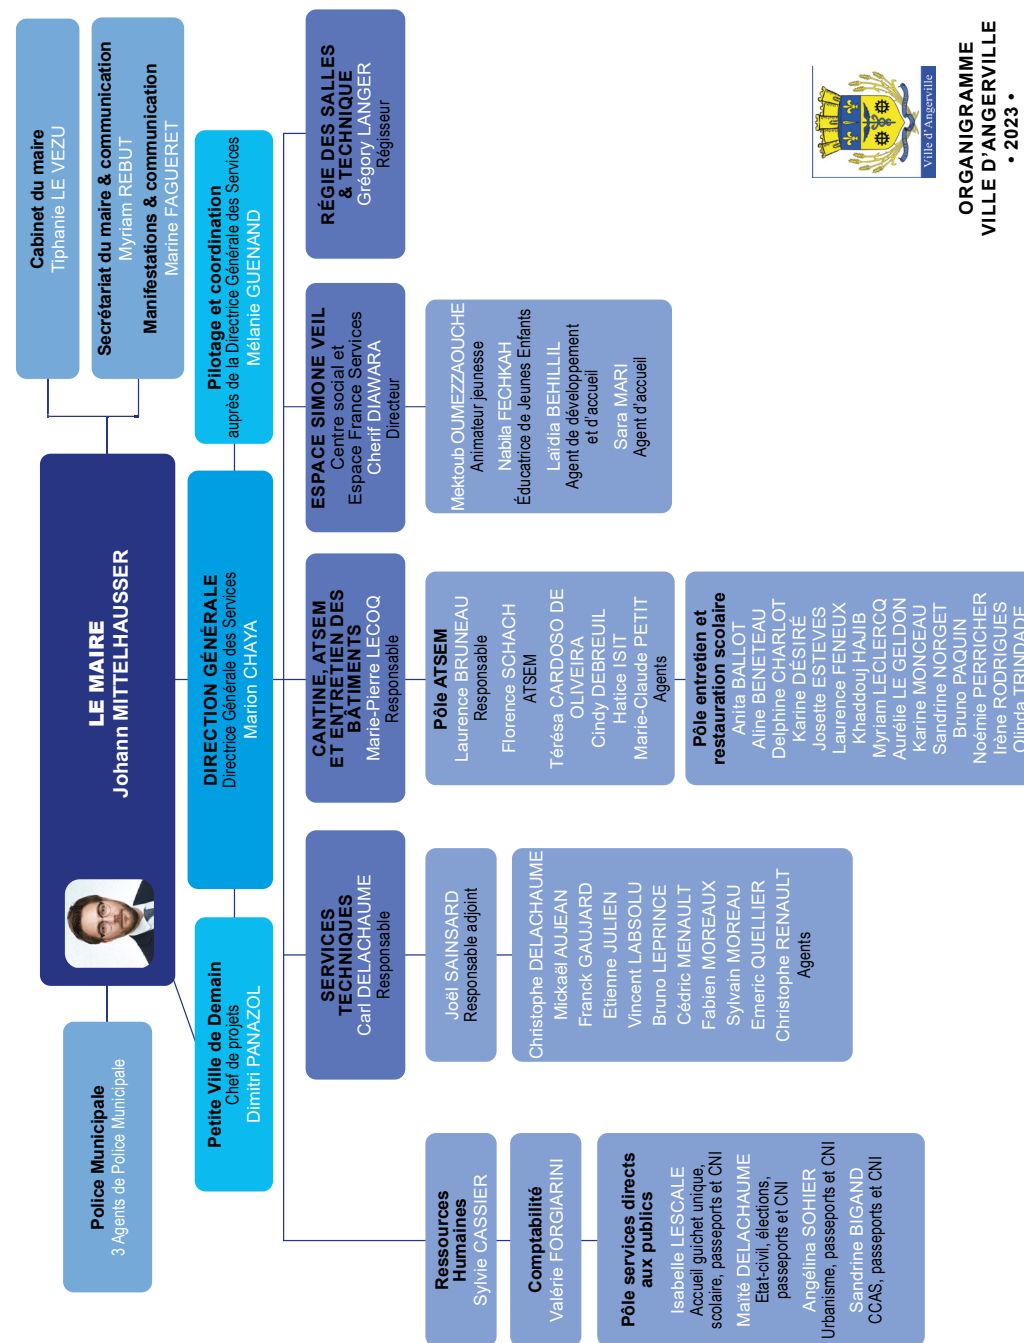 LE MAIRE
Johann MITTELHAUSSER
Cabinet du maire
Tiphanie LE VEZU
Secrétariat du maire & communication
Myriam REBUT
Manifestations & communication
Marine FAGUERET
Police Municipale
3 Agents de Police Municipale
Petite Ville de Demain
Chef de projets
Dimitri PANAZOL
DIRECTION GÉNÉRALE
Directrice Générale des Services
Marion CHAYA
Pilotage et coordination
auprès de la Directrice Générale des Services
Mélanie GUENAND
Ressources
Humaines
Sylvie CASSIER
Comptabilité
Valérie FORGIARINI
Pôle services directs
aux publics
Isabelle LESCALE
Accueil guichet unique,
scolaire, passeports et CNI
Maïté DELACHAUME
Etat-civil, élections,
passeports et CNI
Angélina SOHIER
Urbanisme, passeports et CNI
Sandrine BIGAND
CCAS, passeports et CNI
SERVICES
TECHNIQUES
Carl DELACHAUME
Responsable
Joël SAINSARD
Responsable adjoint
Christophe DELACHAUME
Mickaël AUJEAN
Franck GAUJARD
Etienne JULIEN
Vincent LABSOLU
Bruno LEPRINCE
Cédric MENAULT
Fabien MOREAUX
Sylvain MOREAU
Emeric QUELLIER
Christophe RENAULT
Agents
CANTINE, ATSEM
ET ENTRETIEN DES
BÂTIMENTS
Marie-Pierre LECOQ
Responsable
Pôle ATSEM
Laurence BRUNEAU
Responsable
Florence SCHACH
ATSEM
Térésa CARDOSO DE
OLIVEIRA
Cindy DEBREUIL
Hatice ISIT
Marie-Claude PETIT
Agents
Pôle entretien et
restauration scolaire
Anita BALLOT
Aline BENETEAU
Delphine CHARLOT
Karine DÉSIRÉ
Josette ESTEVES
Laurence FENEUX
Khaddouj HAJIB
Myriam LECLERCQ
Aurélie LE GELDON
Karine MONCEAU
Sandrine NORGET
Bruno PAQUIN
Noémie PERRICHER
Irène RODRIGUES
Olinda TRINDADE
ESPACE SIMONE VEIL
Centre social et
Espace France Services
Cherif DIAWARA
Directeur
Mektoub OUMEZZAOUCHE
Animateur jeunesse
Nabila FECHKAH
Éducatrice de Jeunes Enfants
Laïdia BEHILLIL
Agent de développement
et d'accueil
Sara MARI
Agent d'accueil
RÉGIE DES SALLES
& TECHNIQUE
Grégory LANGER
Régisseur
Ville d'Angerville
ORGANIGRAMME
VILLE D'ANGERVILLE
• 2023 •